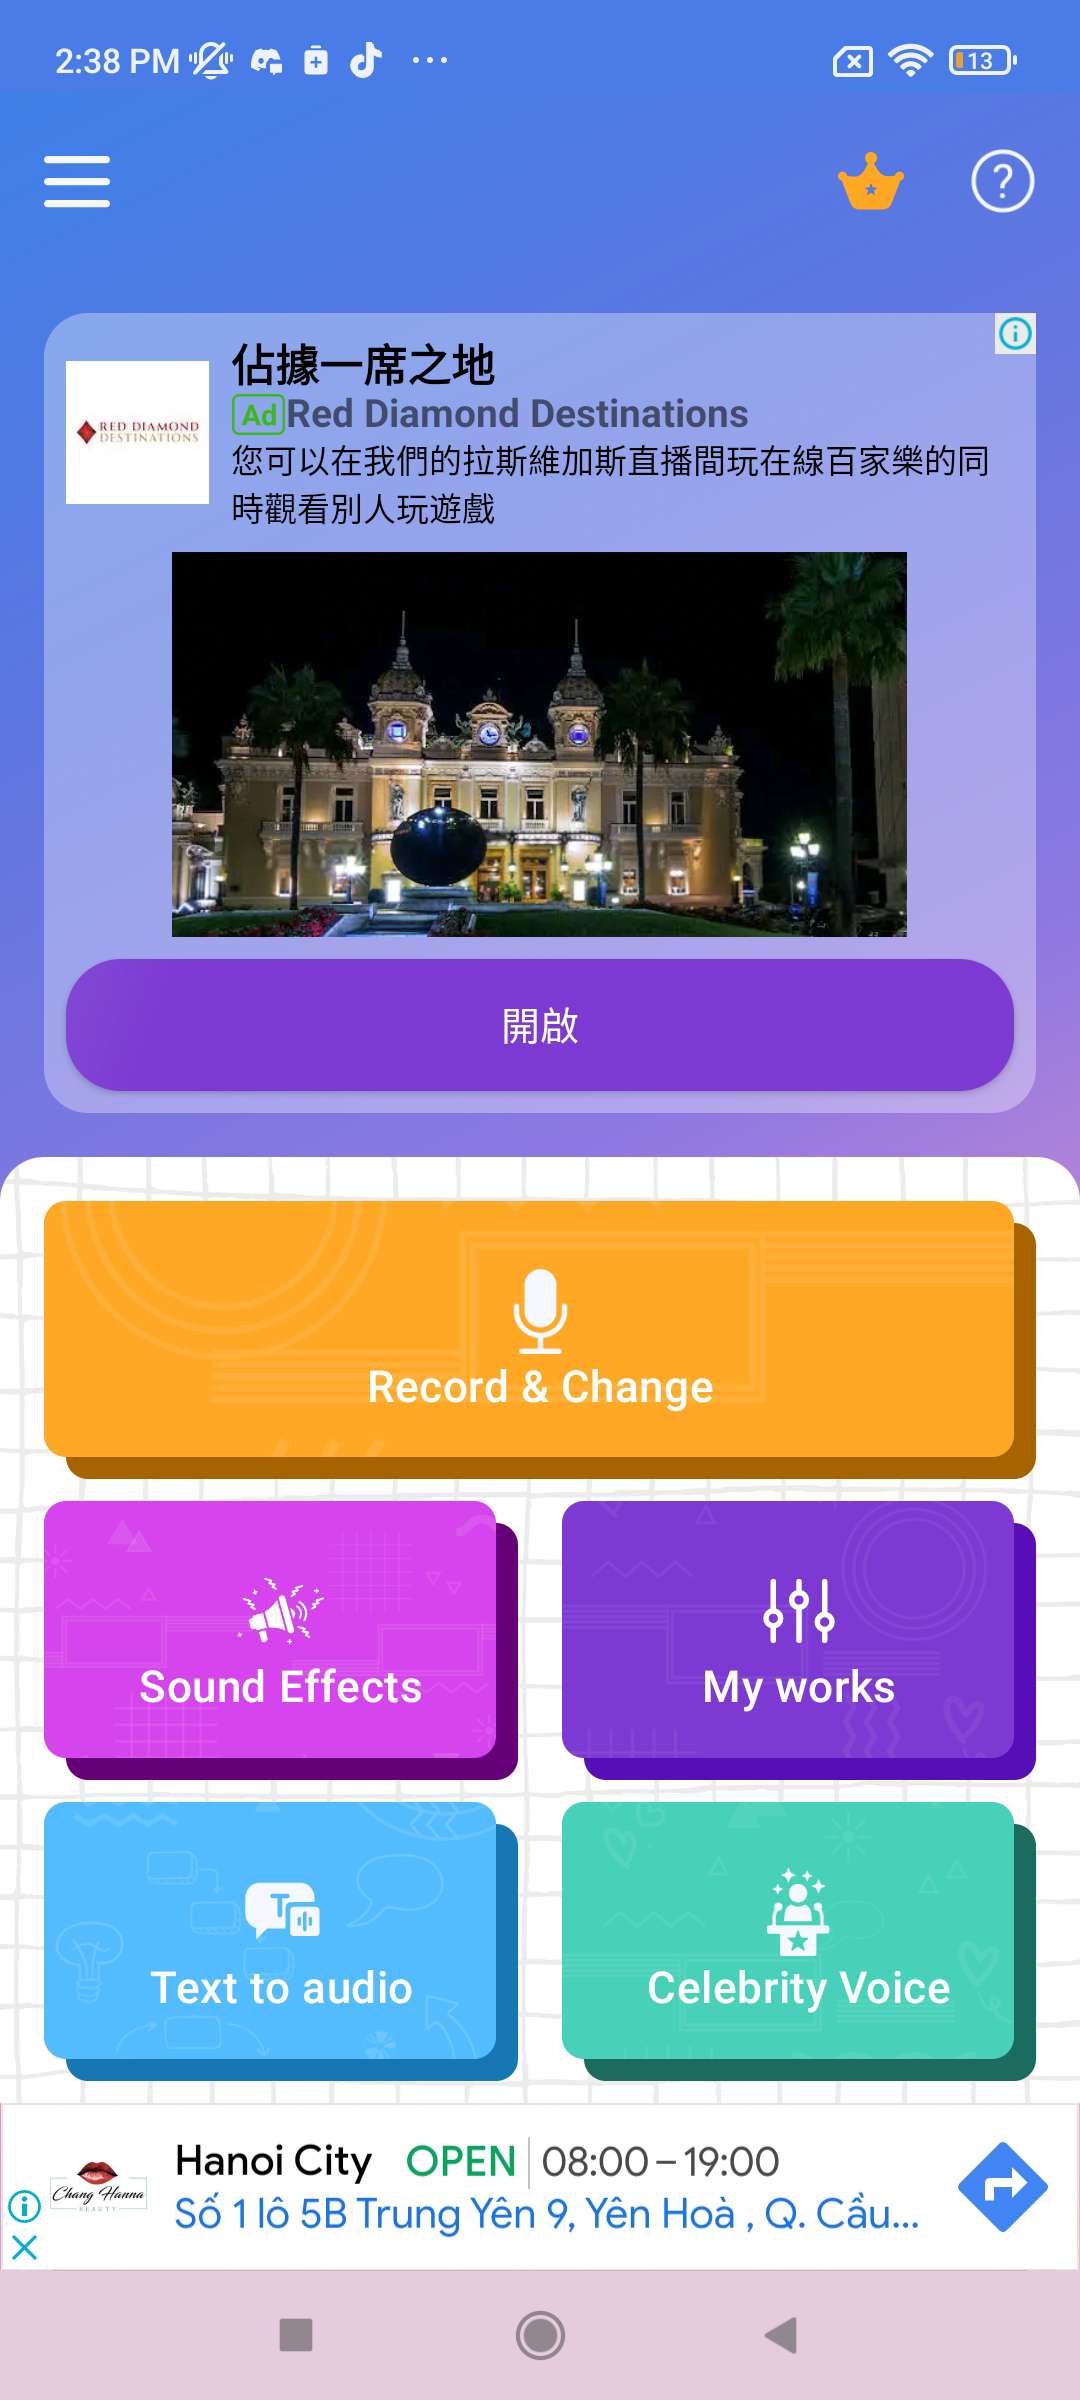 2:38 PM
13
佔據一席之地
Ad Red Diamond Destinations
RED DIAMOND
DESTINATIONS
您可以在我們的拉斯維加斯直播間玩在線百家樂的同
時觀看別人玩遊戲
開啟
Record & Change
Sound Effects
My works
Text to audio
Celebrity Voice
Hanoi City OPEN 08:00 – 19:00
Số 1 lô 5B Trung Yên 9, Yên Hoà , Q. Cầu...
Chang Hanna
BEAUTY